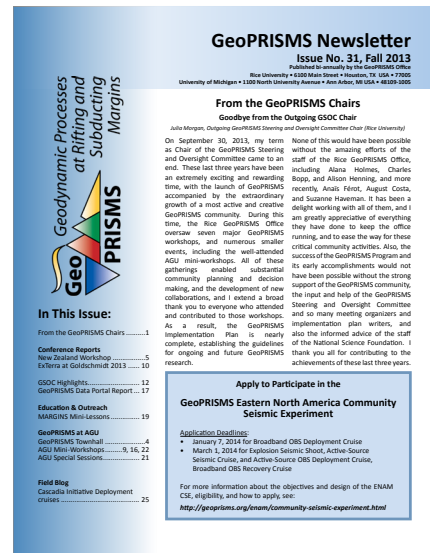 GeoPRISMS Newsletter
Issue No. 31, Fall 2013
Published bi-annually by the GeoPRISMS Office
Rice University • 6100 Main Street • Houston, TX USA • 77005
University of Michigan • 1100 North University Avenue • Ann Arbor, MI USA • 48109-1005
Geodynamic Processes
at Rifting and
Subducting
Margins
Geo
PRISMS
In This Issue:
From the GeoPRISMS Chairs ..........1
Conference Reports
New Zealand Workshop ................5
ExTerra at Goldschmidt 2013 .... 10
GSOC Highlights........................ 12
GeoPRISMS Data Portal Report... 17
Education & Outreach
MARGINS Mini-Lessons .............. 19
GeoPRISMS at AGU
GeoPRISMS Townhall ....................4
AGU Mini-Workshops........9, 16, 22
AGU Special Sessions................. 21
Field Blog
Cascadia Initiative Deployment
cruises ..................................... 25
From the GeoPRISMS Chairs
Goodbye from the Outgoing GSOC Chair
Julia Morgan, Outgoing GeoPRISMS Steering and Oversight Committee Chair (Rice University)
On September 30, 2013, my term
as Chair of the GeoPRISMS Steering
and Oversight Committee came to an
end. These last three years have been
an extremely exciting and rewarding
time, with the launch of GeoPRISMS
accompanied by the extraordinary
growth of a most active and creative
GeoPRISMS community. During this
time, the Rice GeoPRISMS Office
oversaw seven major GeoPRISMS
workshops, and numerous smaller
events, including the well-attended
AGU mini-workshops. All of these
gatherings enabled substantial
community planning and decision
making, and the development of new
collaborations, and I extend a broad
thank you to everyone who attended
and contributed to those workshops.
As a result, the GeoPRISMS
Implementation Plan is nearly
complete, establishing the guidelines
for ongoing and future GeoPRISMS
research.
None of this would have been possible
without the amazing efforts of the
staff of the Rice GeoPRISMS Office,
including Alana Holmes, Charles
Bopp, and Alison Henning, and more
recently, Anaïs Férot, August Costa,
and Suzanne Haveman. It has been a
delight working with all of them, and I
am greatly appreciative of everything
they have done to keep the office
running, and to ease the way for these
critical community activities. Also, the
success of the GeoPRISMS Program and
its early accomplishments would not
have been possible without the strong
support of the GeoPRISMS community,
the input and help of the GeoPRISMS
Steering and Oversight Committee
and so many meeting organizers and
implementation plan writers, and
also the informed advice of the staff
of the National Science Foundation. I
thank you all for contributing to the
achievements of these last three years.
Apply to Participate in the
GeoPRISMS Eastern North America Community
Seismic Experiment
Application Deadlines:
• January 7, 2014 for Broadband OBS Deployment Cruise
• March 1, 2014 for Explosion Seismic Shoot, Active-Source
Seismic Cruise, and Active-Source OBS Deployment Cruise,
Broadband OBS Recovery Cruise
For more information about the objectives and design of the ENAM
CSE, eligibility, and how to apply, see:
http://geoprisms.org/enam/community-seismic-experiment.html